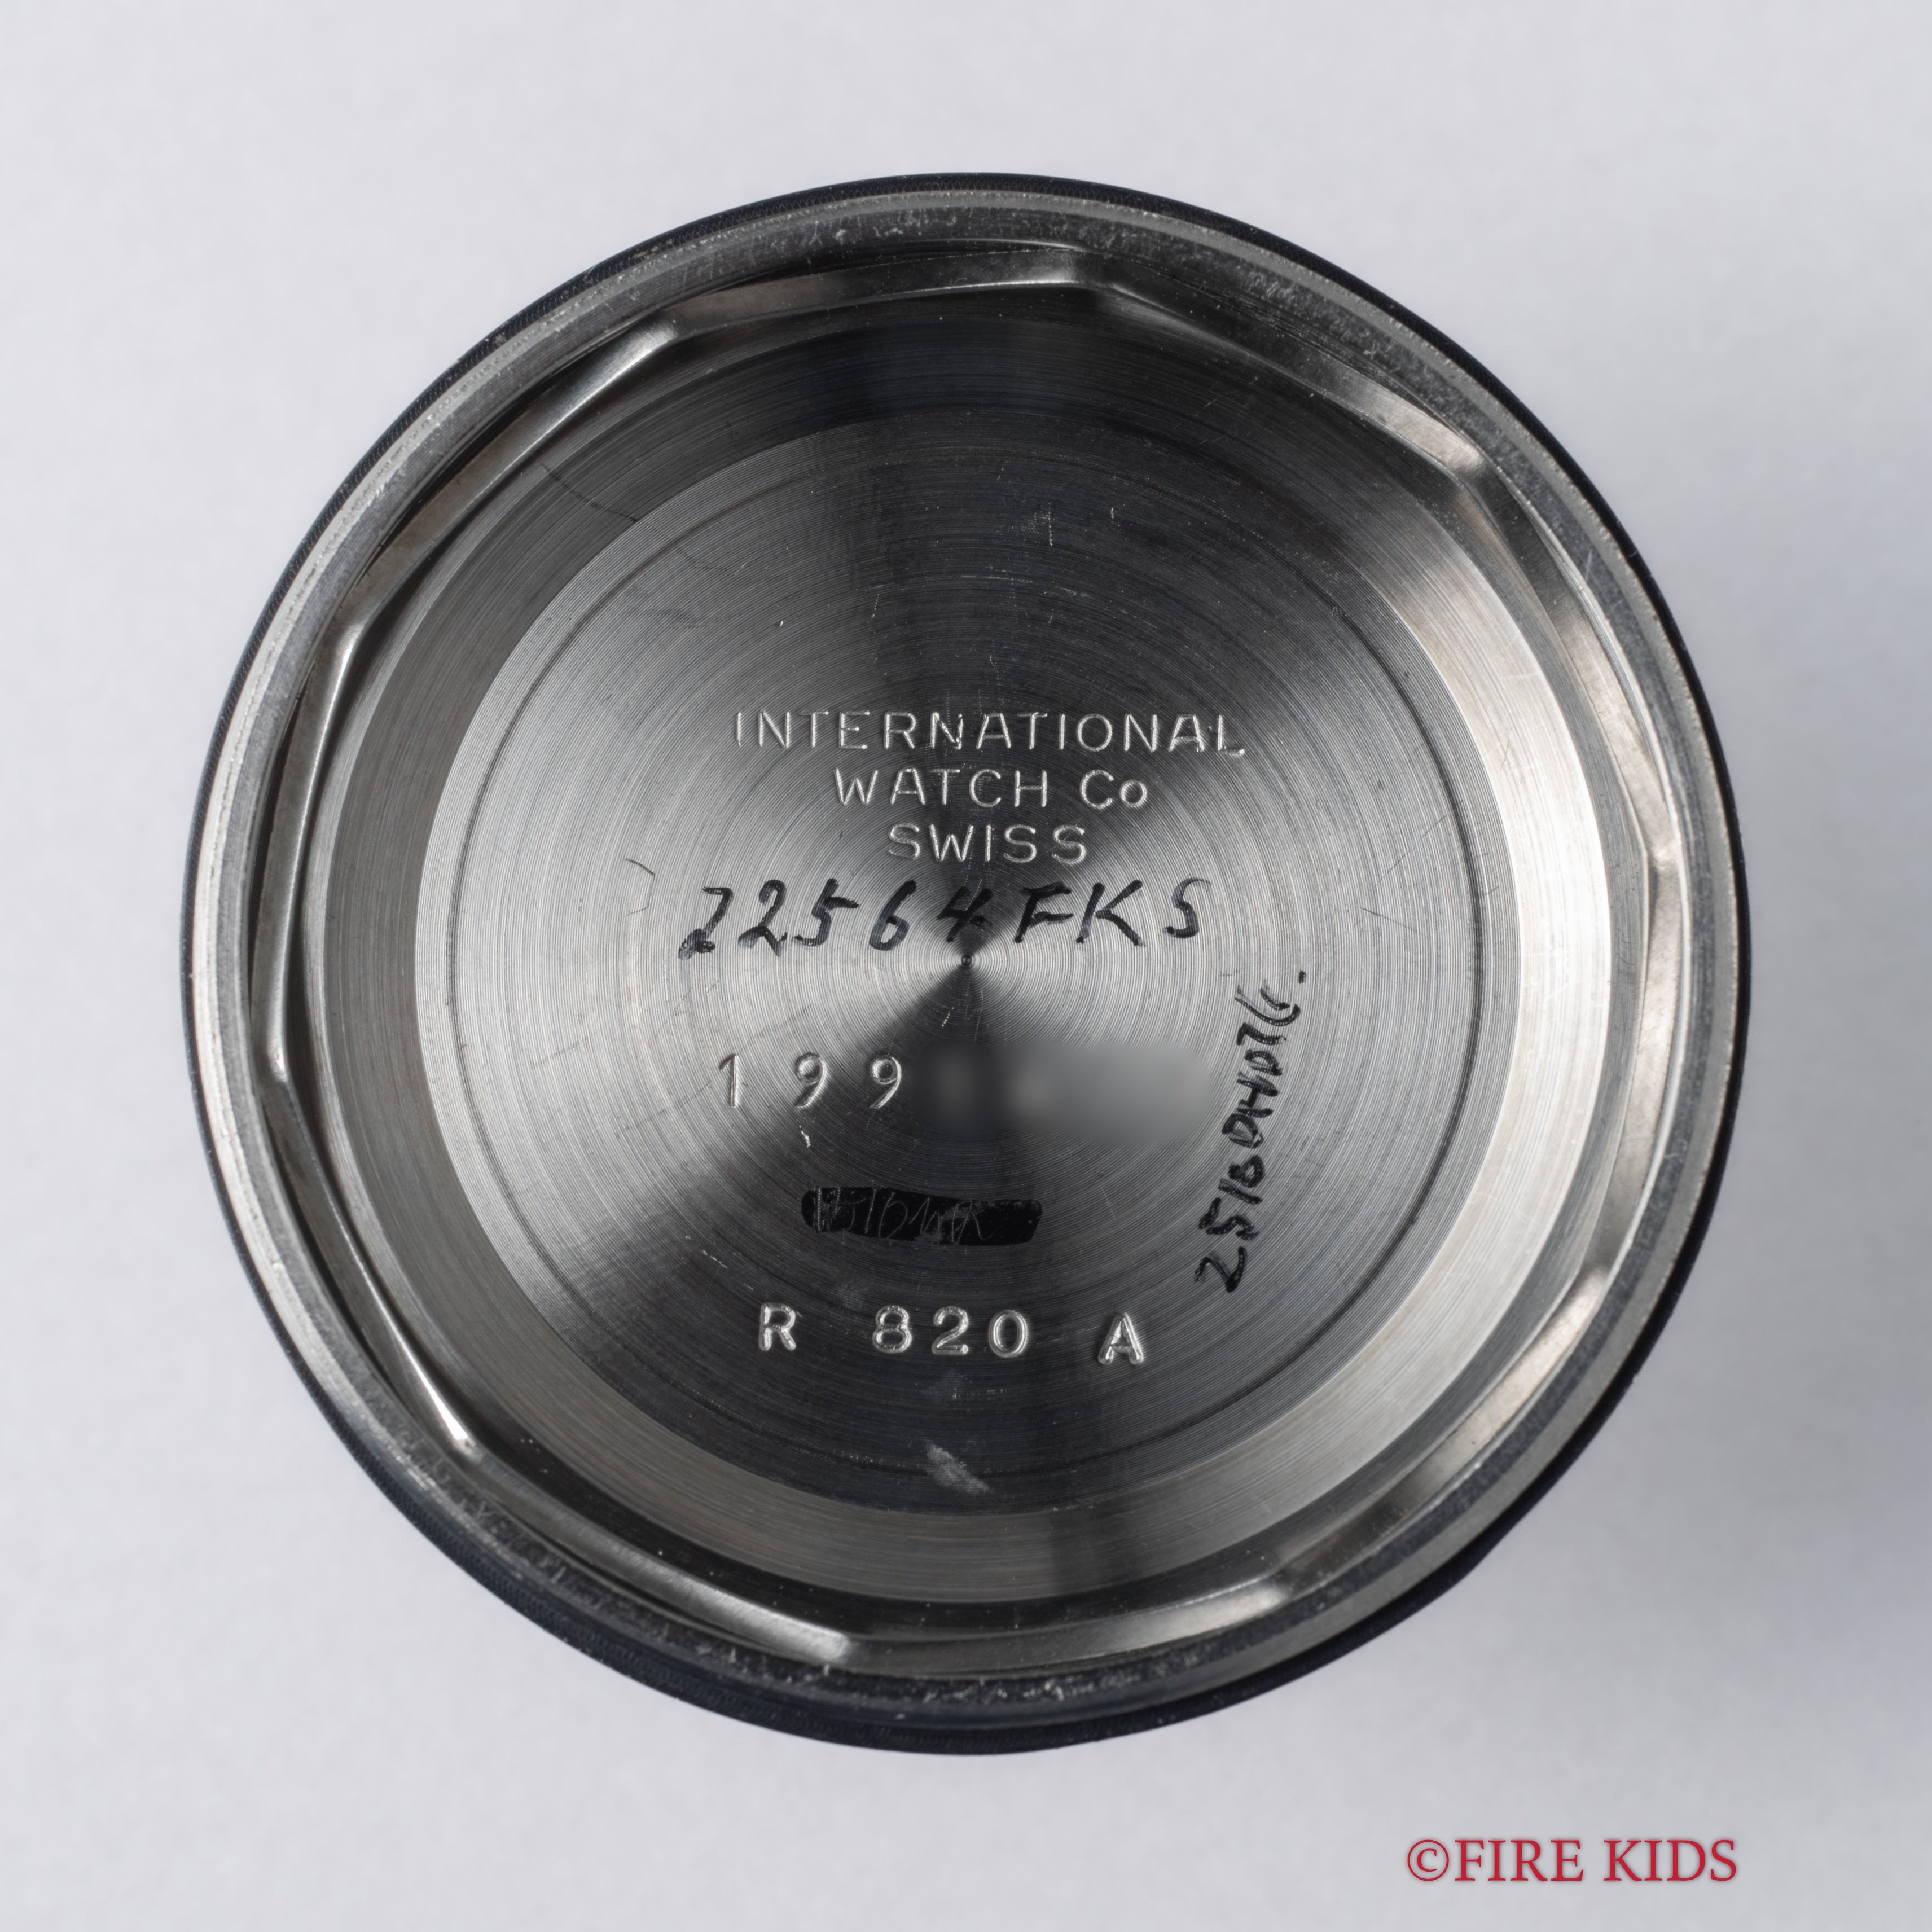 INTERNATIONAL
WATCH Co
SWISS
22564FKS
199
R 820 A
©FIRE KIDS